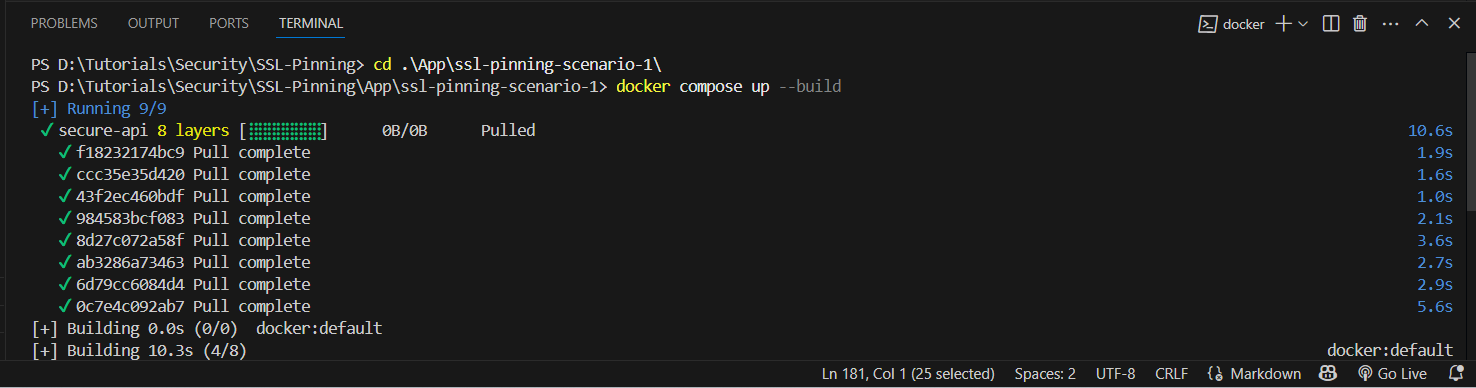 PROBLEMS OUTPUT PORTS TERMINAL docker
PS D:\Tutorials\Security\SSL-Pinning> cd .\App\ssl-pinning-scenario-1\
PS D:\Tutorials\Security\SSL-Pinning\App\ssl-pinning-scenario-1> docker compose up --build
[+] Running 9/9
✓ secure-api 8 layers [⣿⣿⣿⣿⣿⣿⣿⣿] 0B/0B Pulled 10.6s
✓ f18232174bc9 Pull complete 1.9s
✓ ccc35e35d420 Pull complete 1.6s
✓ 43f2ec460bdf Pull complete 1.0s
✓ 984583bcf083 Pull complete 2.1s
✓ 8d27c072a58f Pull complete 3.6s
✓ ab3286a73463 Pull complete 2.7s
✓ 6d79cc6084d4 Pull complete 2.9s
✓ 0c7e4c092ab7 Pull complete 5.6s
[+] Building 0.0s (0/0) docker:default
[+] Building 10.3s (4/8) docker:default
Ln 181, Col 1 (25 selected) Spaces: 2 UTF-8 CRLF Markdown Go Live